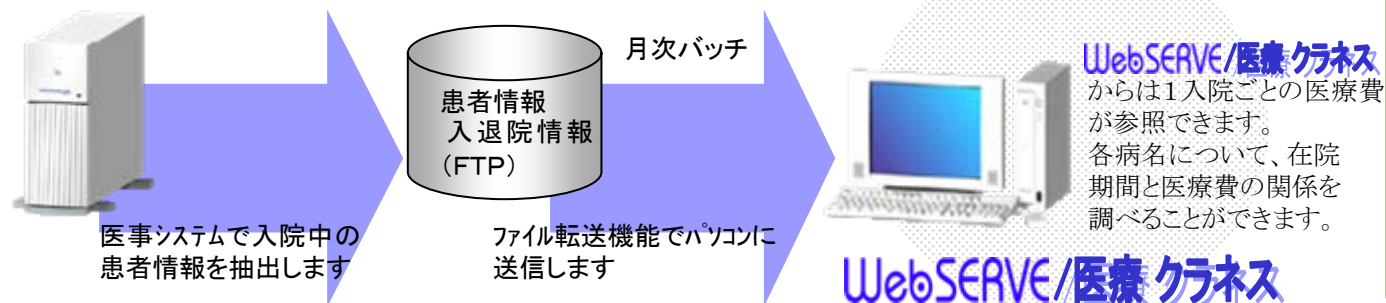 医事システムで入院中の
患者情報を抽出します
患者情報
入退院情報
(FTP)
月次バッチ
ファイル転送機能でパソコンに
送信します
WebSERVE/医療 クラネス
からは1入院ごとの医療費
が参照できます。
各病名について、在院
期間と医療費の関係を
調べることができます。
WebSERVE/医療 クラネス